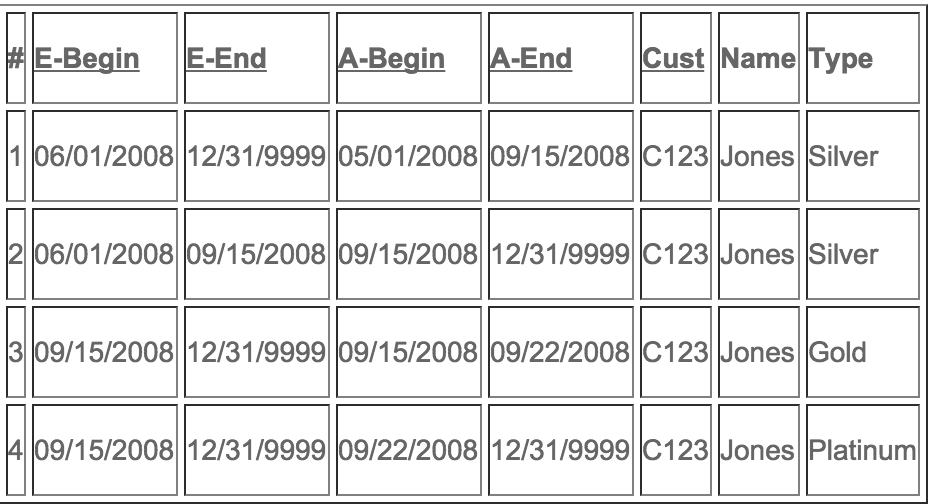 # E-Begin E-End A-Begin A-End Cust Name Type
1 06/01/2008 12/31/9999 05/01/2008 09/15/2008 C123 Jones Silver
2 06/01/2008 09/15/2008 09/15/2008 12/31/9999 C123 Jones Silver
3 09/15/2008 12/31/9999 09/15/2008 09/22/2008 C123 Jones Gold
4 09/15/2008 12/31/9999 09/22/2008 12/31/9999 C123 Jones Platinum